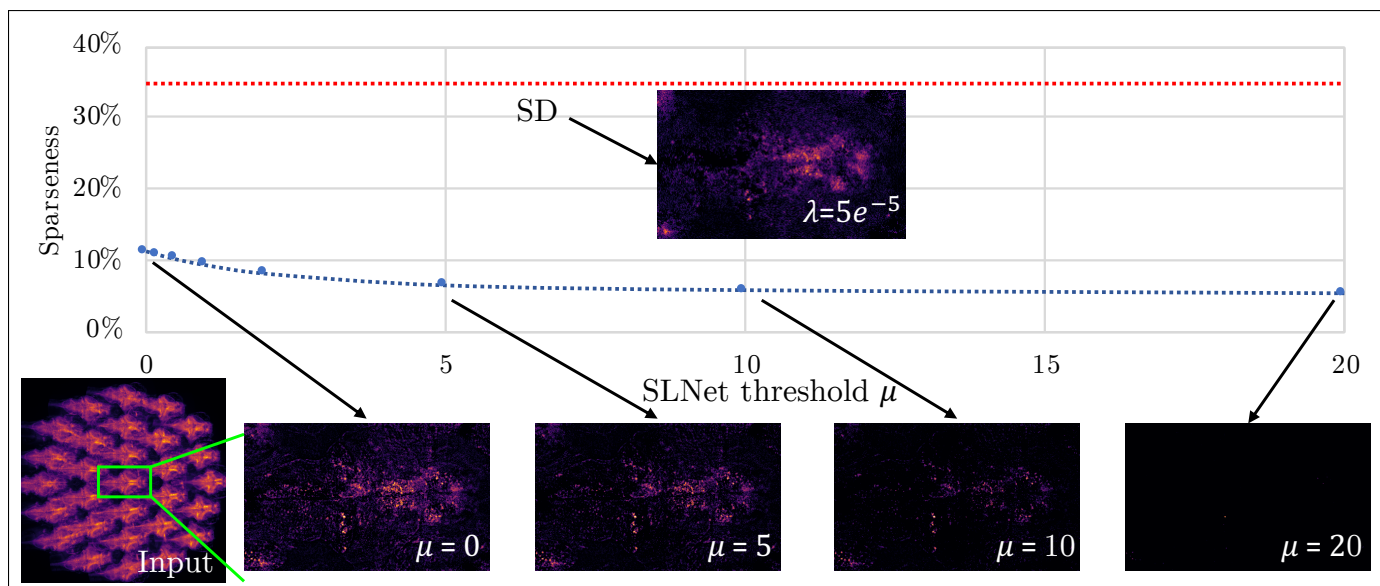 40%
30%
20%
10%
0%
Sparseness
SD
λ=5e⁻⁵
0 5 10 15 20
SLNet threshold μ
Input
μ = 0
μ = 5
μ = 10
μ = 20